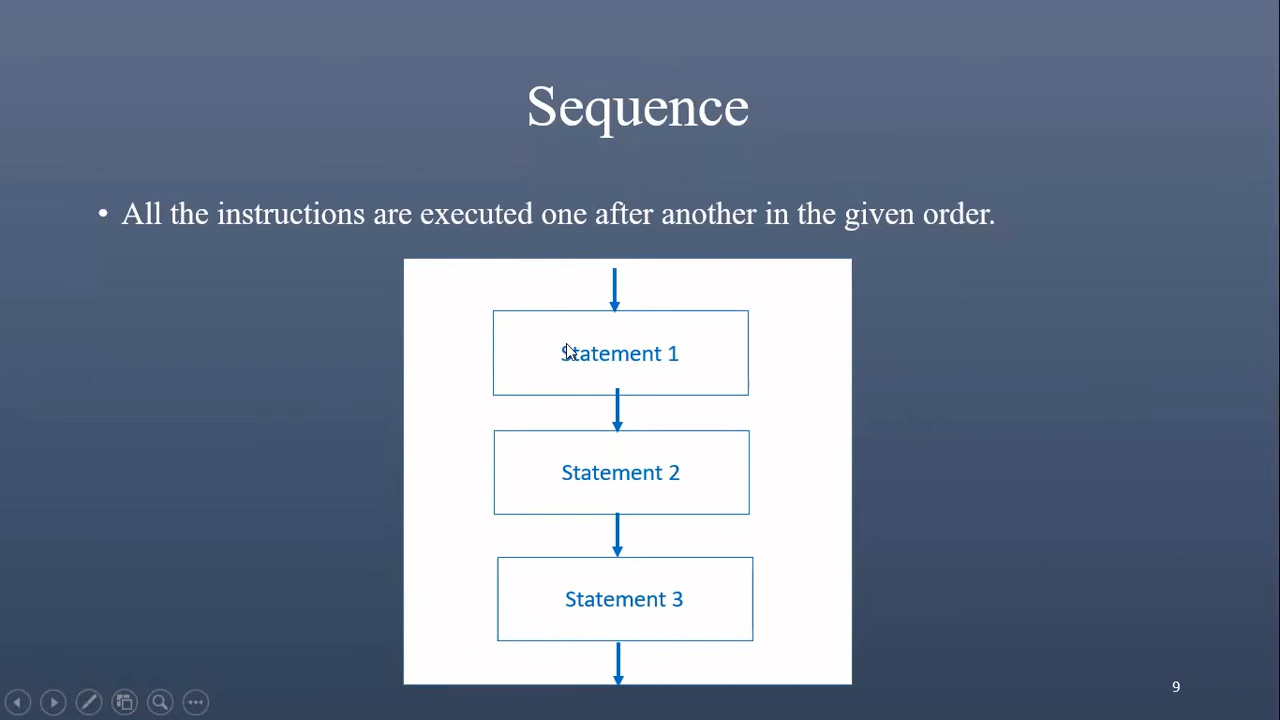 Sequence
• All the instructions are executed one after another in the given order.
Statement 1
Statement 2
Statement 3
9